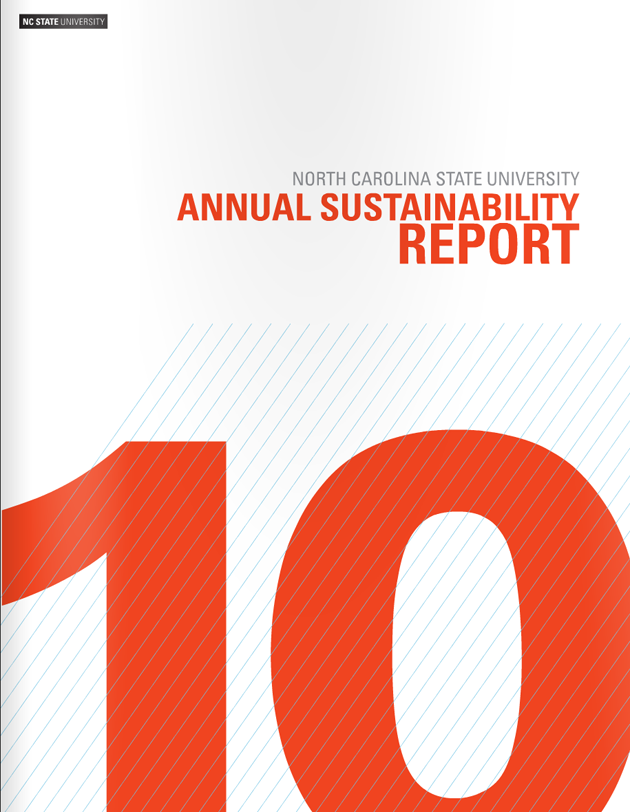 NC STATE UNIVERSITY
NORTH CAROLINA STATE UNIVERSITY
ANNUAL SUSTAINABILITY
REPORT
10